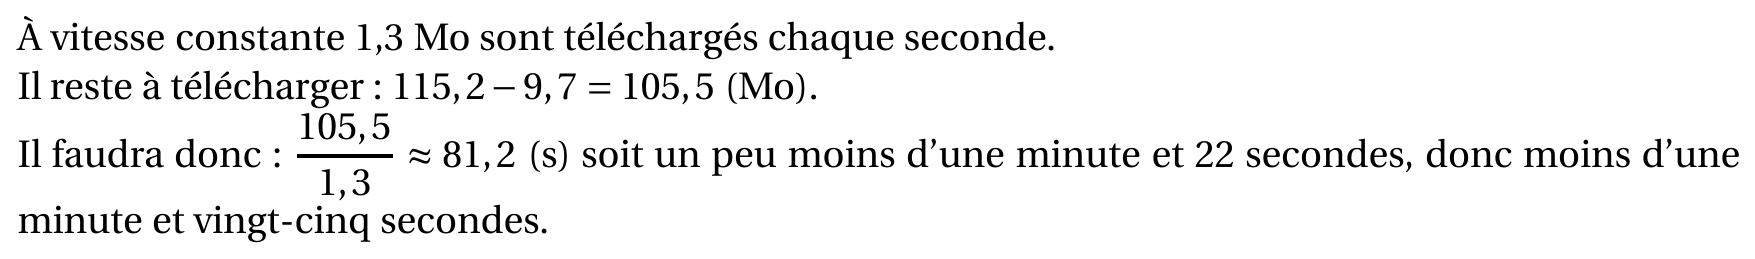 À vitesse constante 1,3 Mo sont téléchargés chaque seconde.
Il reste à télécharger : 115,2 − 9,7 = 105,5 (Mo).
Il faudra donc : \frac{105,5}{1,3} ≈ 81,2 (s) soit un peu moins d’une minute et 22 secondes, donc moins d’une
minute et vingt-cinq secondes.